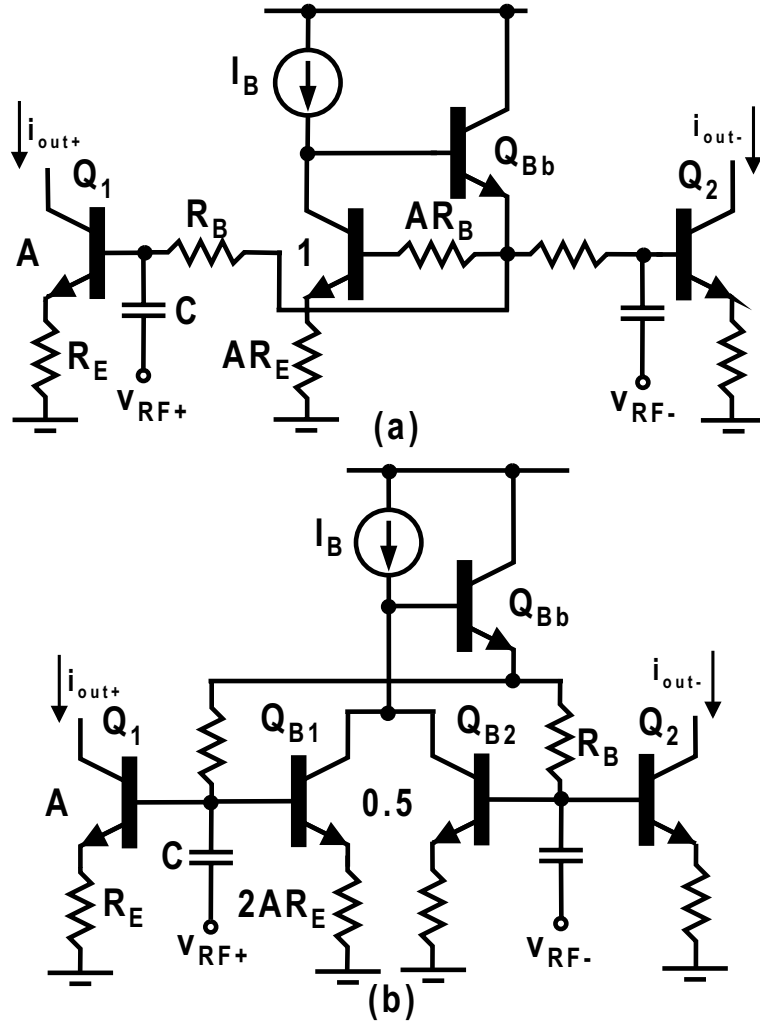 I_B
i_out+
i_out-
Q_1
Q_Bb
Q_2
R_B
AR_B
A
1
C
R_E
AR_E
v_RF+
v_RF-
(a)
I_B
Q_Bb
i_out+
i_out-
Q_1
Q_B1
Q_B2
R_B
Q_2
A
0.5
C
R_E
2AR_E
v_RF+
v_RF-
(b)